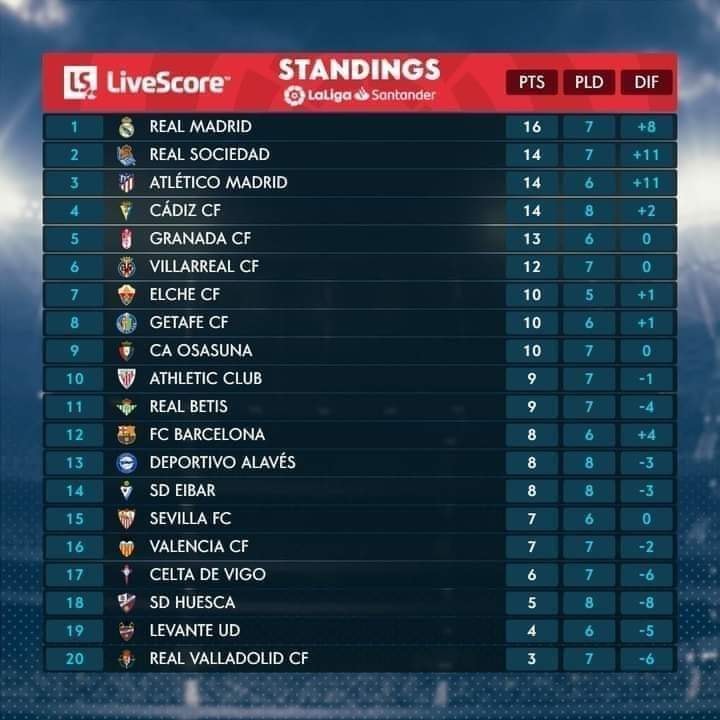 LS LiveScore™ STANDINGS PTS PLD DIF
LaLiga Santander
1 REAL MADRID 16 7 +8
2 REAL SOCIEDAD 14 7 +11
3 ATLÉTICO MADRID 14 6 +11
4 CÁDIZ CF 14 8 +2
5 GRANADA CF 13 6 0
6 VILLARREAL CF 12 7 0
7 ELCHE CF 10 5 +1
8 GETAFE CF 10 6 +1
9 CA OSASUNA 10 7 0
10 ATHLETIC CLUB 9 7 -1
11 REAL BETIS 9 7 -4
12 FC BARCELONA 8 6 +4
13 DEPORTIVO ALAVÉS 8 8 -3
14 SD EIBAR 8 8 -3
15 SEVILLA FC 7 6 0
16 VALENCIA CF 7 7 -2
17 CELTA DE VIGO 6 7 -6
18 SD HUESCA 5 8 -8
19 LEVANTE UD 4 6 -5
20 REAL VALLADOLID CF 3 7 -6